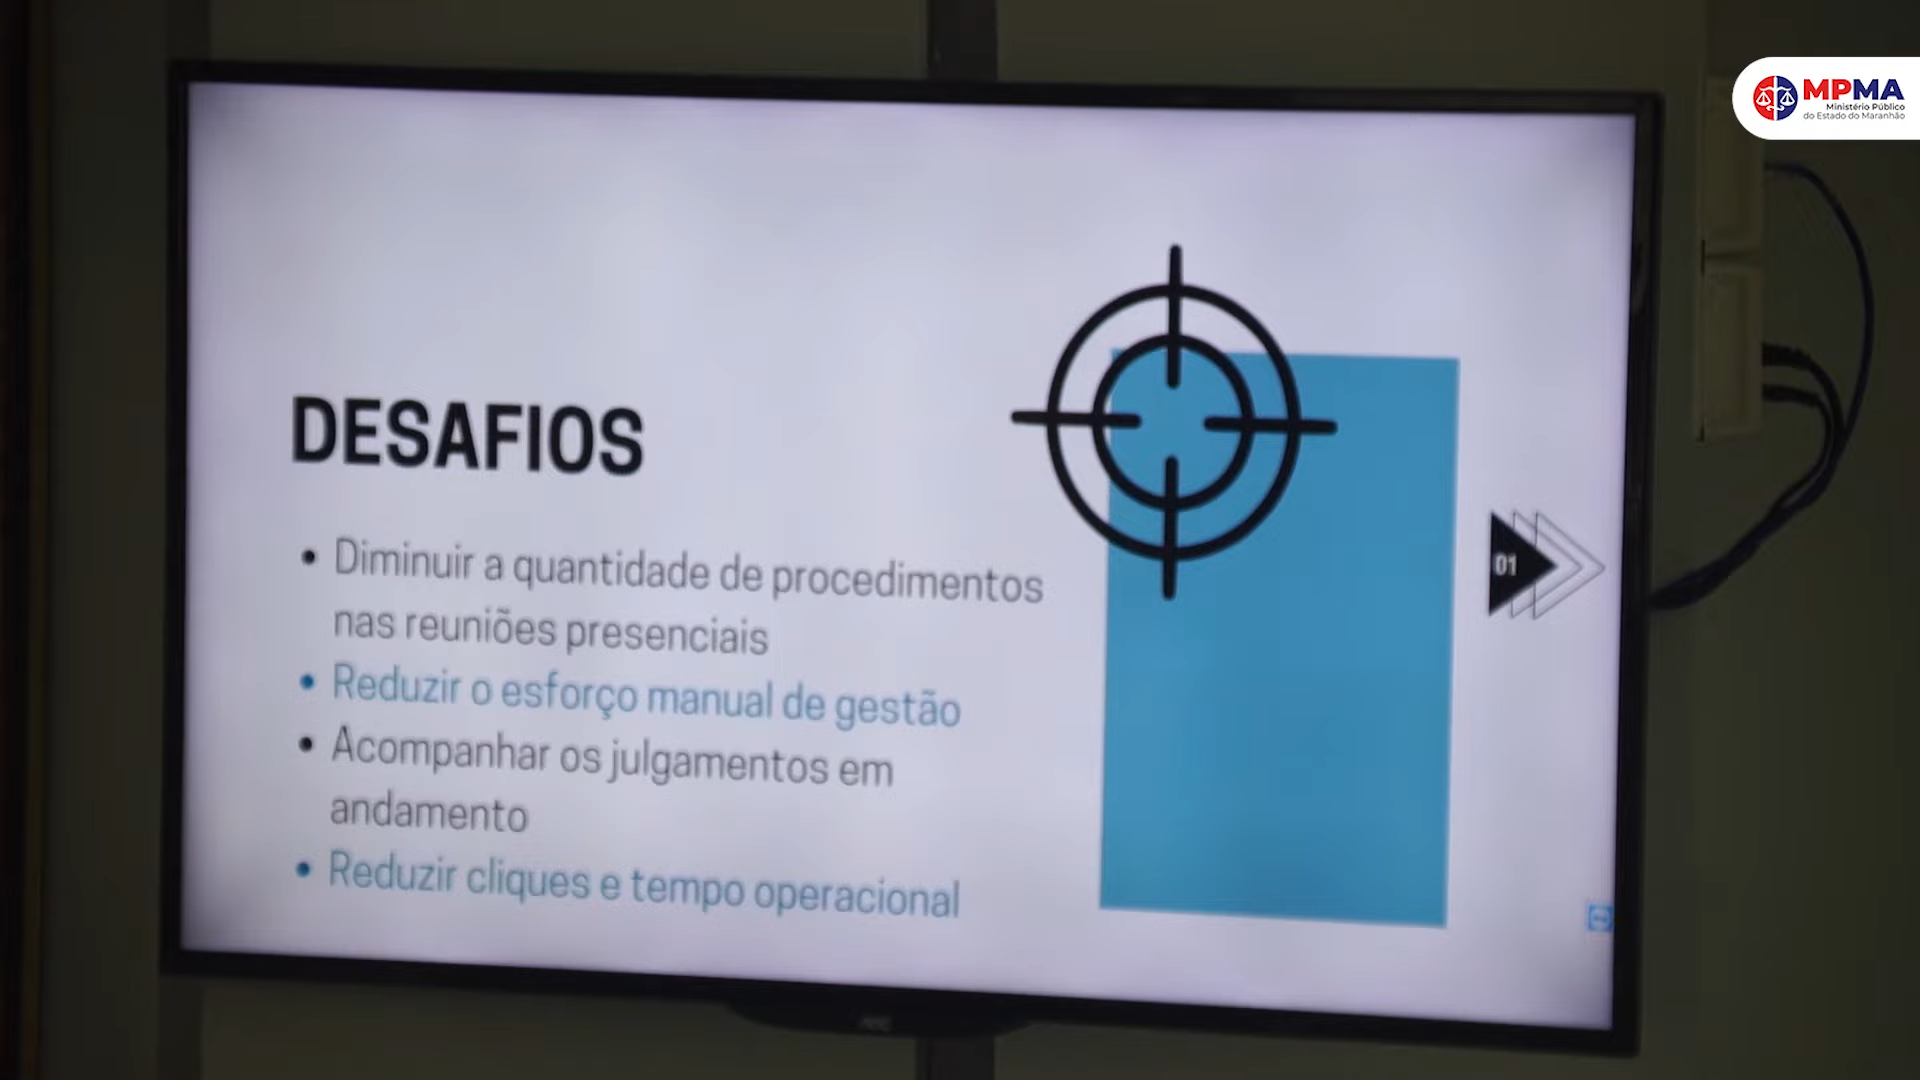 MPMA
Ministério Público
do Estado do Maranhão
DESAFIOS
• Diminuir a quantidade de procedimentos
nas reuniões presenciais
• Reduzir o esforço manual de gestão
• Acompanhar os julgamentos em
andamento
• Reduzir cliques e tempo operacional
01